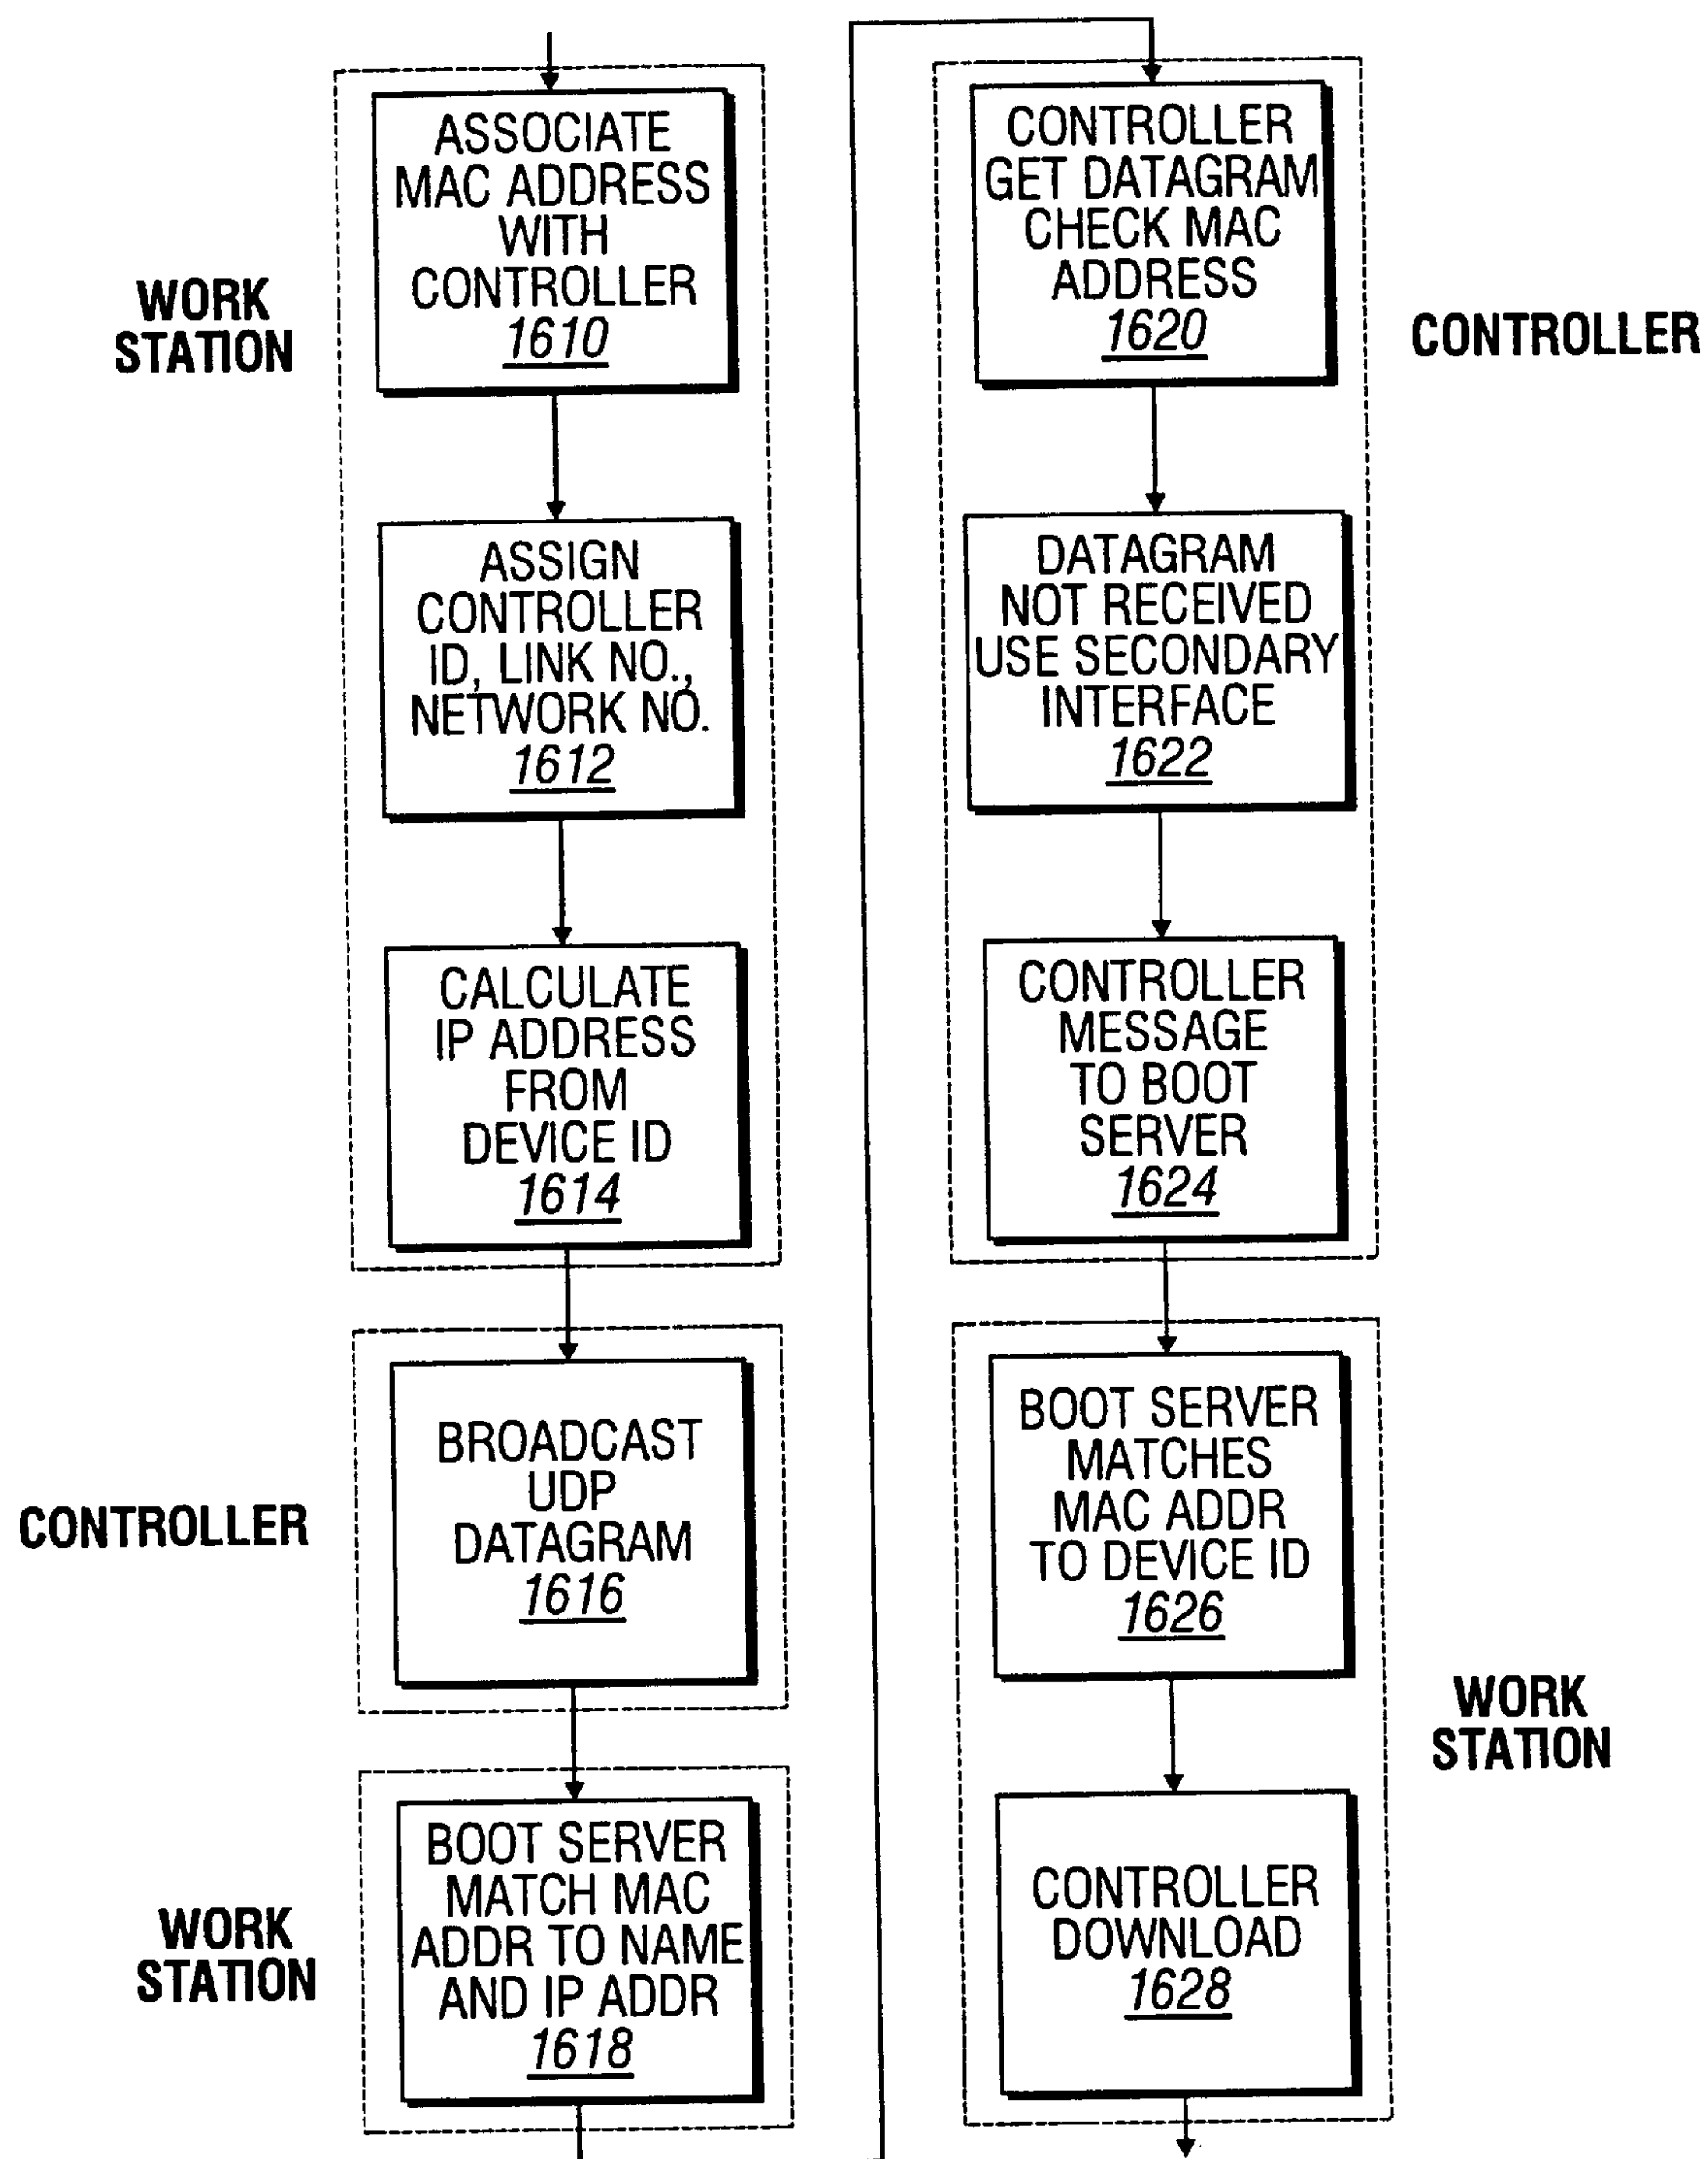 WORK
STATION
ASSOCIATE
MAC ADDRESS
WITH
CONTROLLER
1610
ASSIGN
CONTROLLER
ID, LINK NO.,
NETWORK NO.
1612
CALCULATE
IP ADDRESS
FROM
DEVICE ID
1614
CONTROLLER
BROADCAST
UDP
DATAGRAM
1616
WORK
STATION
BOOT SERVER
MATCH MAC
ADDR TO NAME
AND IP ADDR
1618
CONTROLLER
GET DATAGRAM
CHECK MAC
ADDRESS
1620
CONTROLLER
DATAGRAM
NOT RECEIVED
USE SECONDARY
INTERFACE
1622
CONTROLLER
MESSAGE
TO BOOT
SERVER
1624
BOOT SERVER
MATCHES
MAC ADDR
TO DEVICE ID
1626
WORK
STATION
CONTROLLER
DOWNLOAD
1628